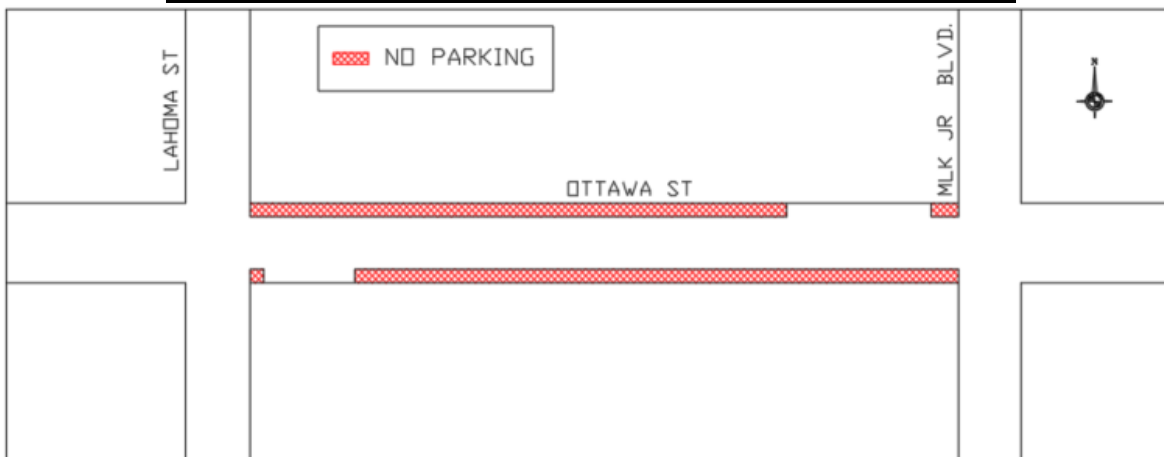 LAHOMA ST
NO PARKING
MLK JR BLVD.
N
OTTAWA ST